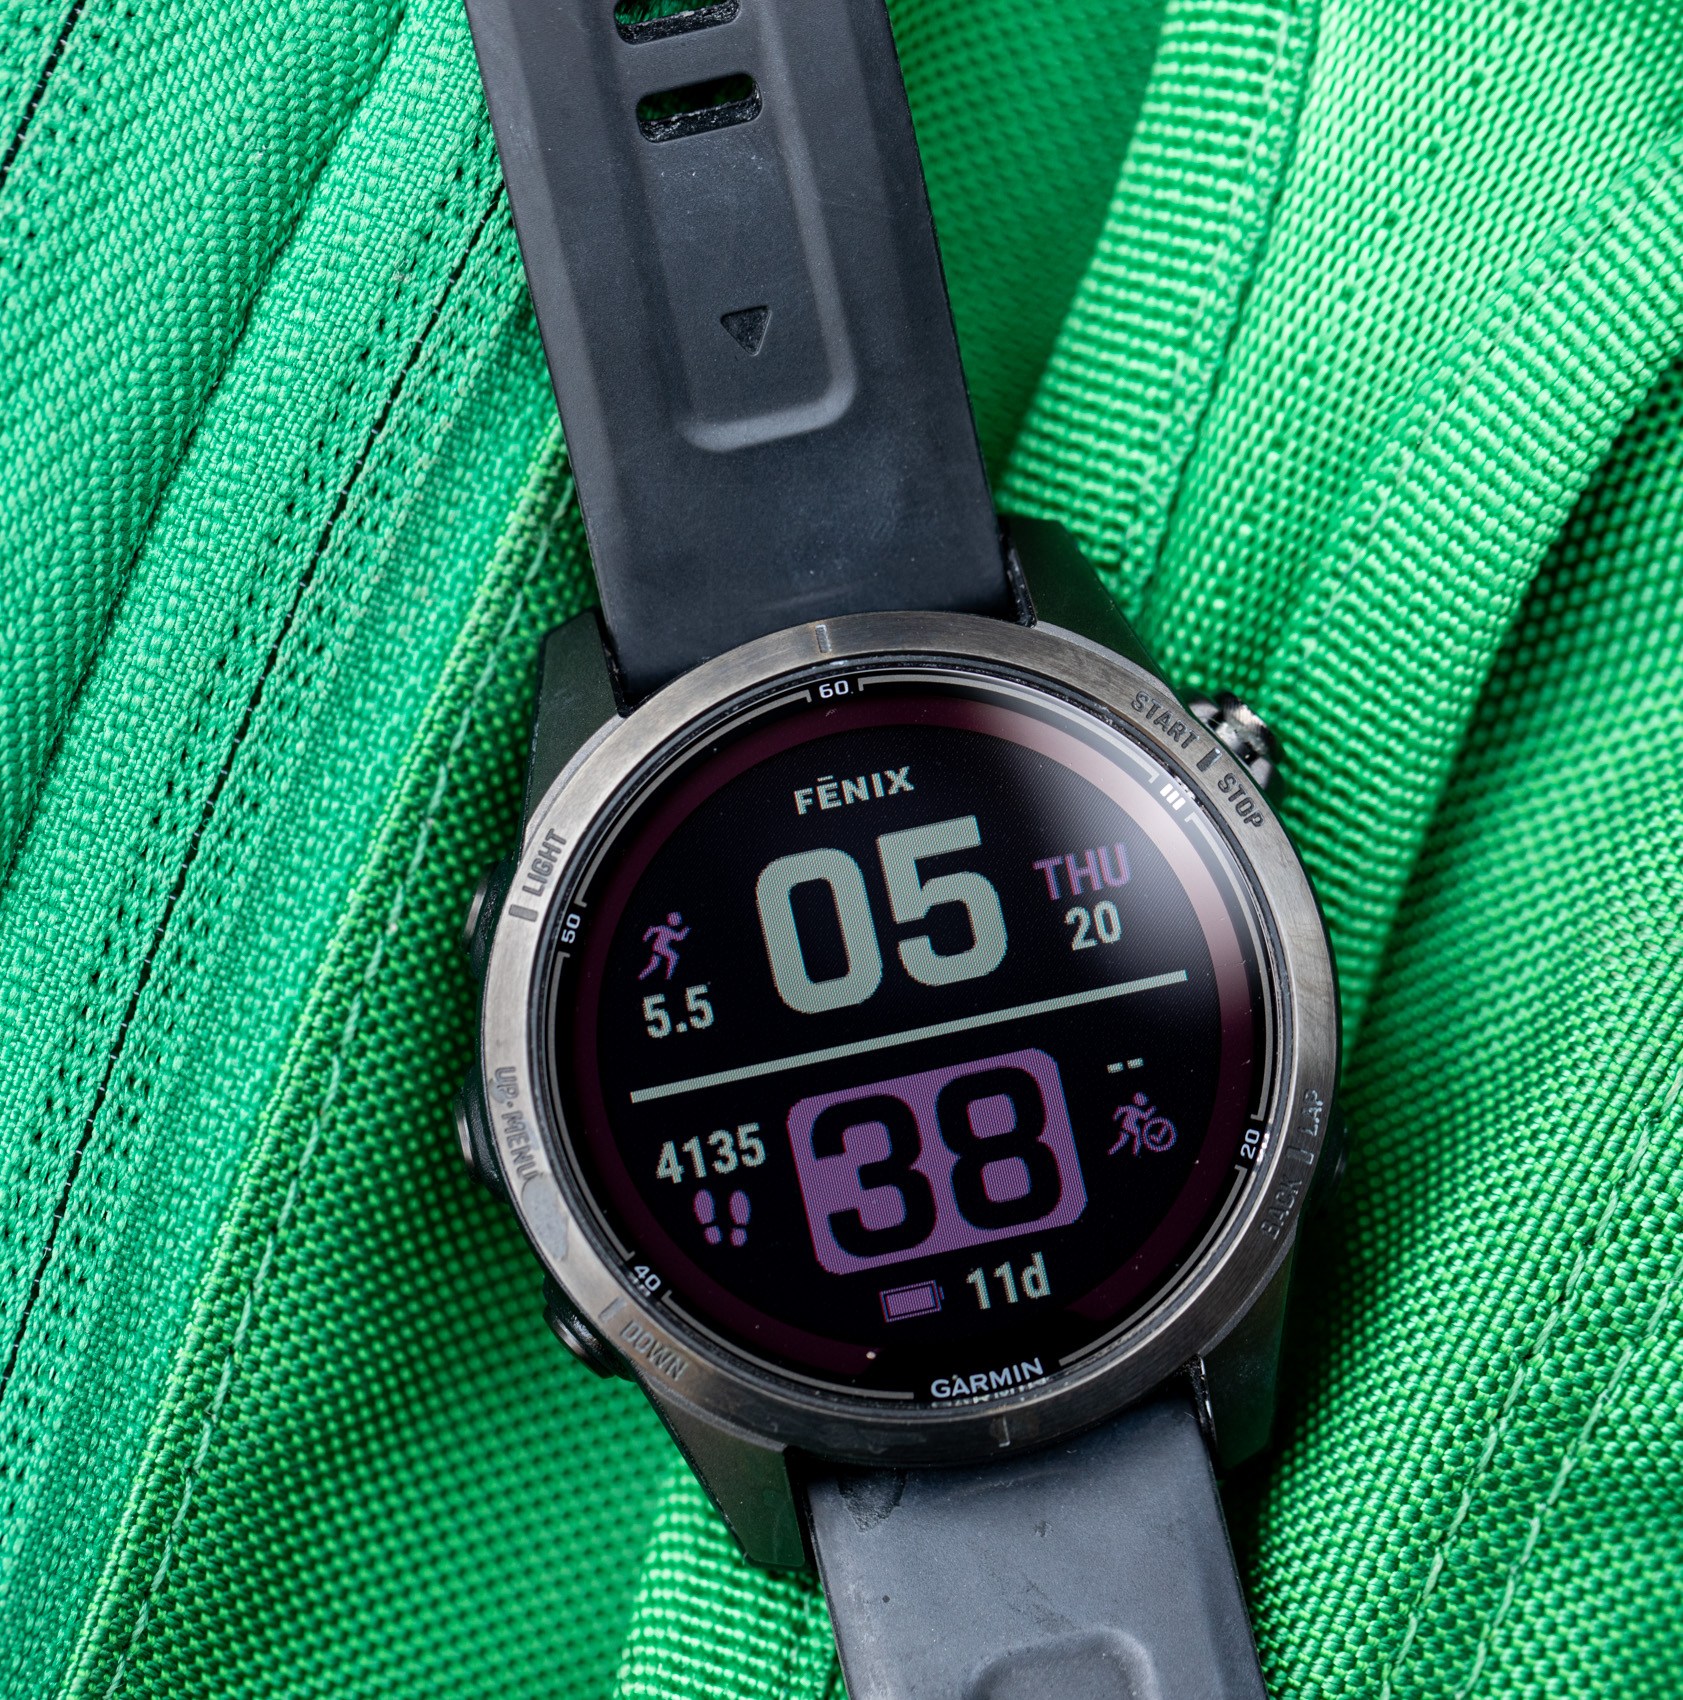 60
START
STOP
LIGHT
FĒNIX
05
THU
20
50
5.5
--
UP·MENU
4135
38
LAP
20
BACK
11d
40
DOWN
GARMIN